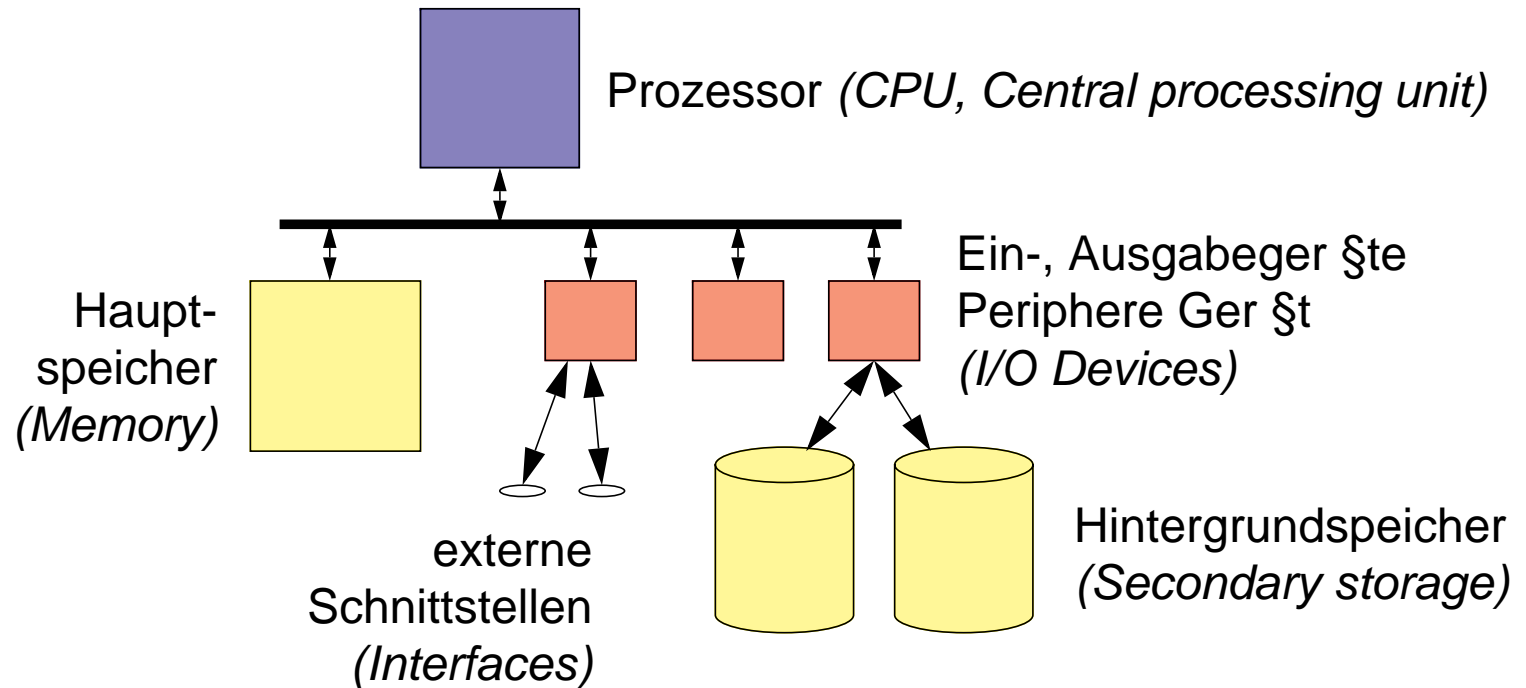 Prozessor (CPU, Central processing unit)
Ein-, Ausgabeger §te
Periphere Ger §t
(I/O Devices)
Haupt-
speicher
(Memory)
externe
Schnittstellen
(Interfaces)
Hintergrundspeicher
(Secondary storage)